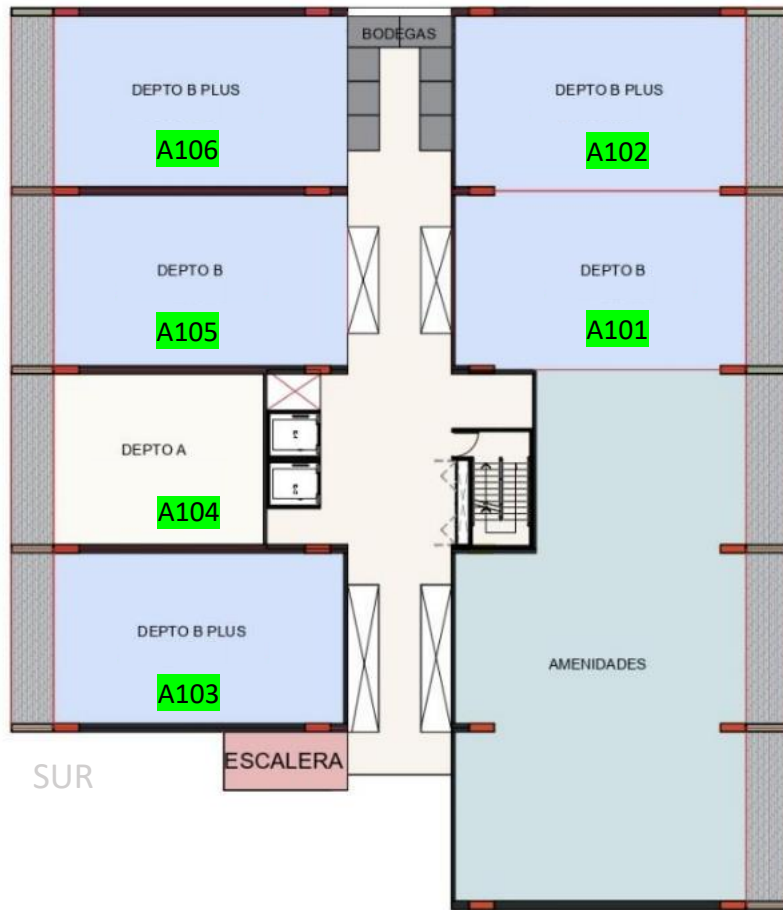 BODEGAS
DEPTO B PLUS
A106
DEPTO B PLUS
A102
DEPTO B
A105
DEPTO B
A101
DEPTO A
A104
DEPTO B PLUS
A103
AMENIDADES
ESCALERA
SUR